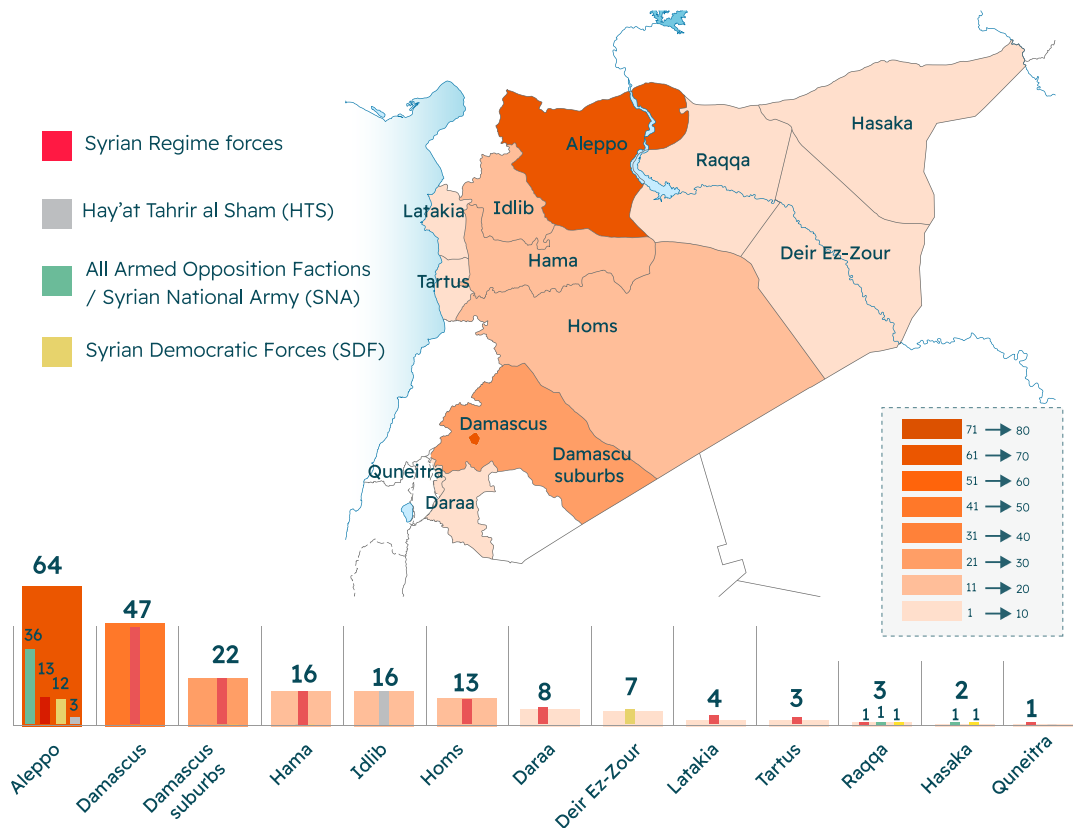 Syrian Regime forces
Hay'at Tahrir al Sham (HTS)
All Armed Opposition Factions
/ Syrian National Army (SNA)
Syrian Democratic Forces (SDF)
Aleppo
Raqqa
Hasaka
Latakia
Idlib
Hama
Deir Ez-Zour
Tartus
Homs
Damascus
Damascu
suburbs
Quneitra
Daraa
71 80
61 70
51 60
41 50
31 40
21 30
11 20
1 10
64
36
13
12
3
47
22
16
16
13
8
7
4
3
3
1 1 1
2
1 1
1
Aleppo
Damascus
Damascus
suburbs
Hama
Idlib
Homs
Daraa
Deir Ez-Zour
Latakia
Tartus
Raqqa
Hasaka
Quneitra